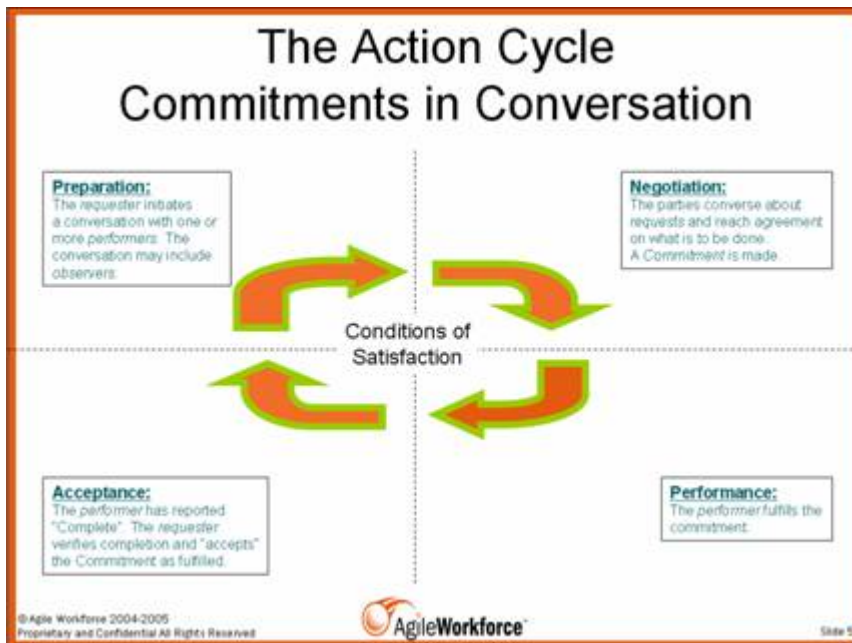 The Action Cycle
Commitments in Conversation
Preparation:
The requester initiates
a conversation with one or
more performers. The
conversation may include
observers.
Negotiation:
The parties converse about
requests and reach agreement
on what is to be done.
A Commitment is made.
Conditions of
Satisfaction
Acceptance:
The performer has reported
"Complete". The requester
verifies completion and "accepts"
the Commitment as fulfilled.
Performance:
The performer fulfills the
commitment.
© Agile Workforce 2004-2005
Proprietary and Confidential All Rights Reserved
AgileWorkforce™
Slide 5